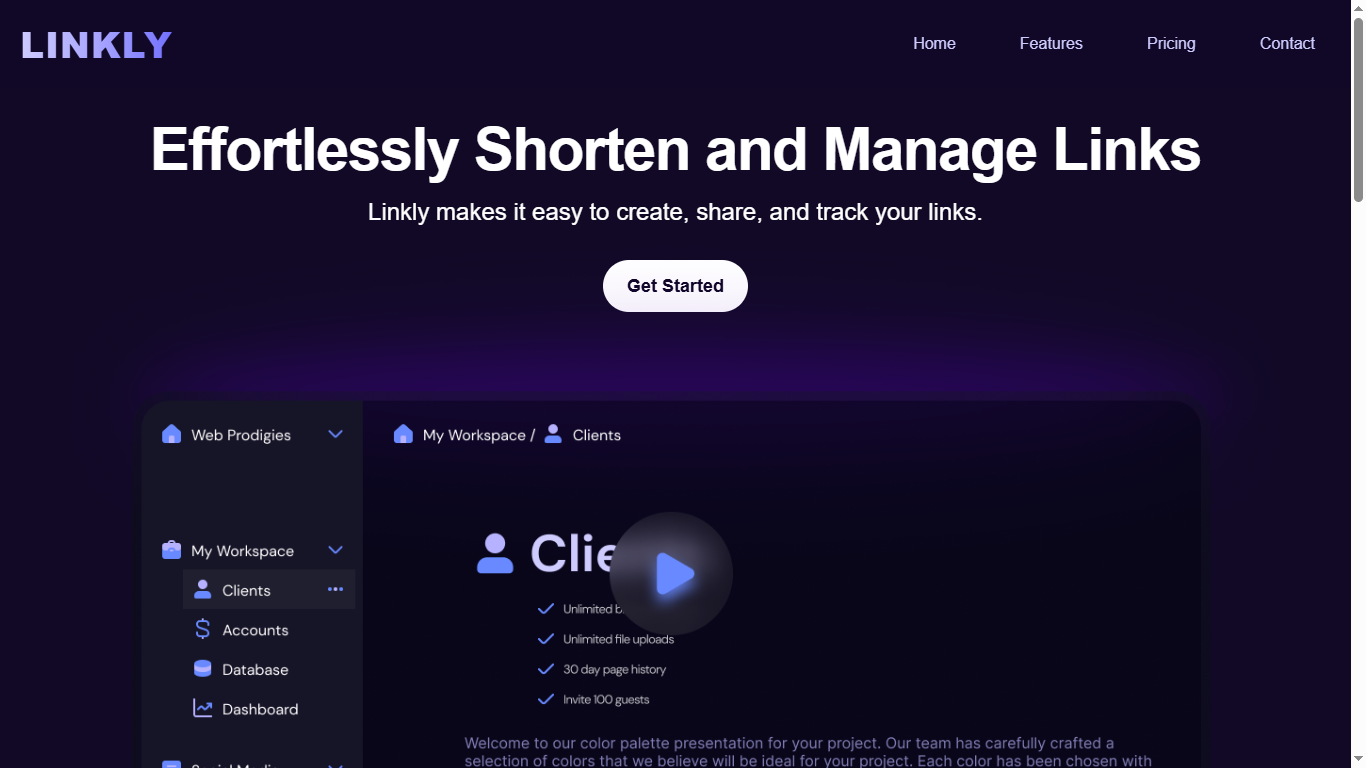 LINKLY
Home Features Pricing Contact
Effortlessly Shorten and Manage Links
Linkly makes it easy to create, share, and track your links.
Get Started
Web Prodigies
My Workspace / Clients
My Workspace
Clients
Accounts
Database
Dashboard
Clie
Unlimited
Unlimited file uploads
30 day page history
Invite 100 guests
Welcome to our color palette presentation for your project. Our team has carefully crafted a
selection of colors that we believe will be ideal for your project. Each color has been chosen with